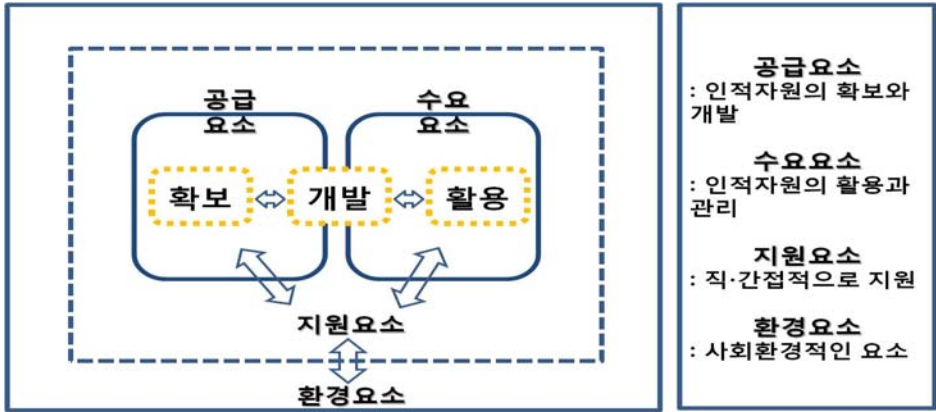 공급
요소
수요
요소
확보
개발
활용
지원요소
환경요소
공급요소
: 인적자원의 확보와
개발
수요요소
: 인적자원의 활용과
관리
지원요소
: 직·간접적으로 지원
환경요소
: 사회환경적인 요소